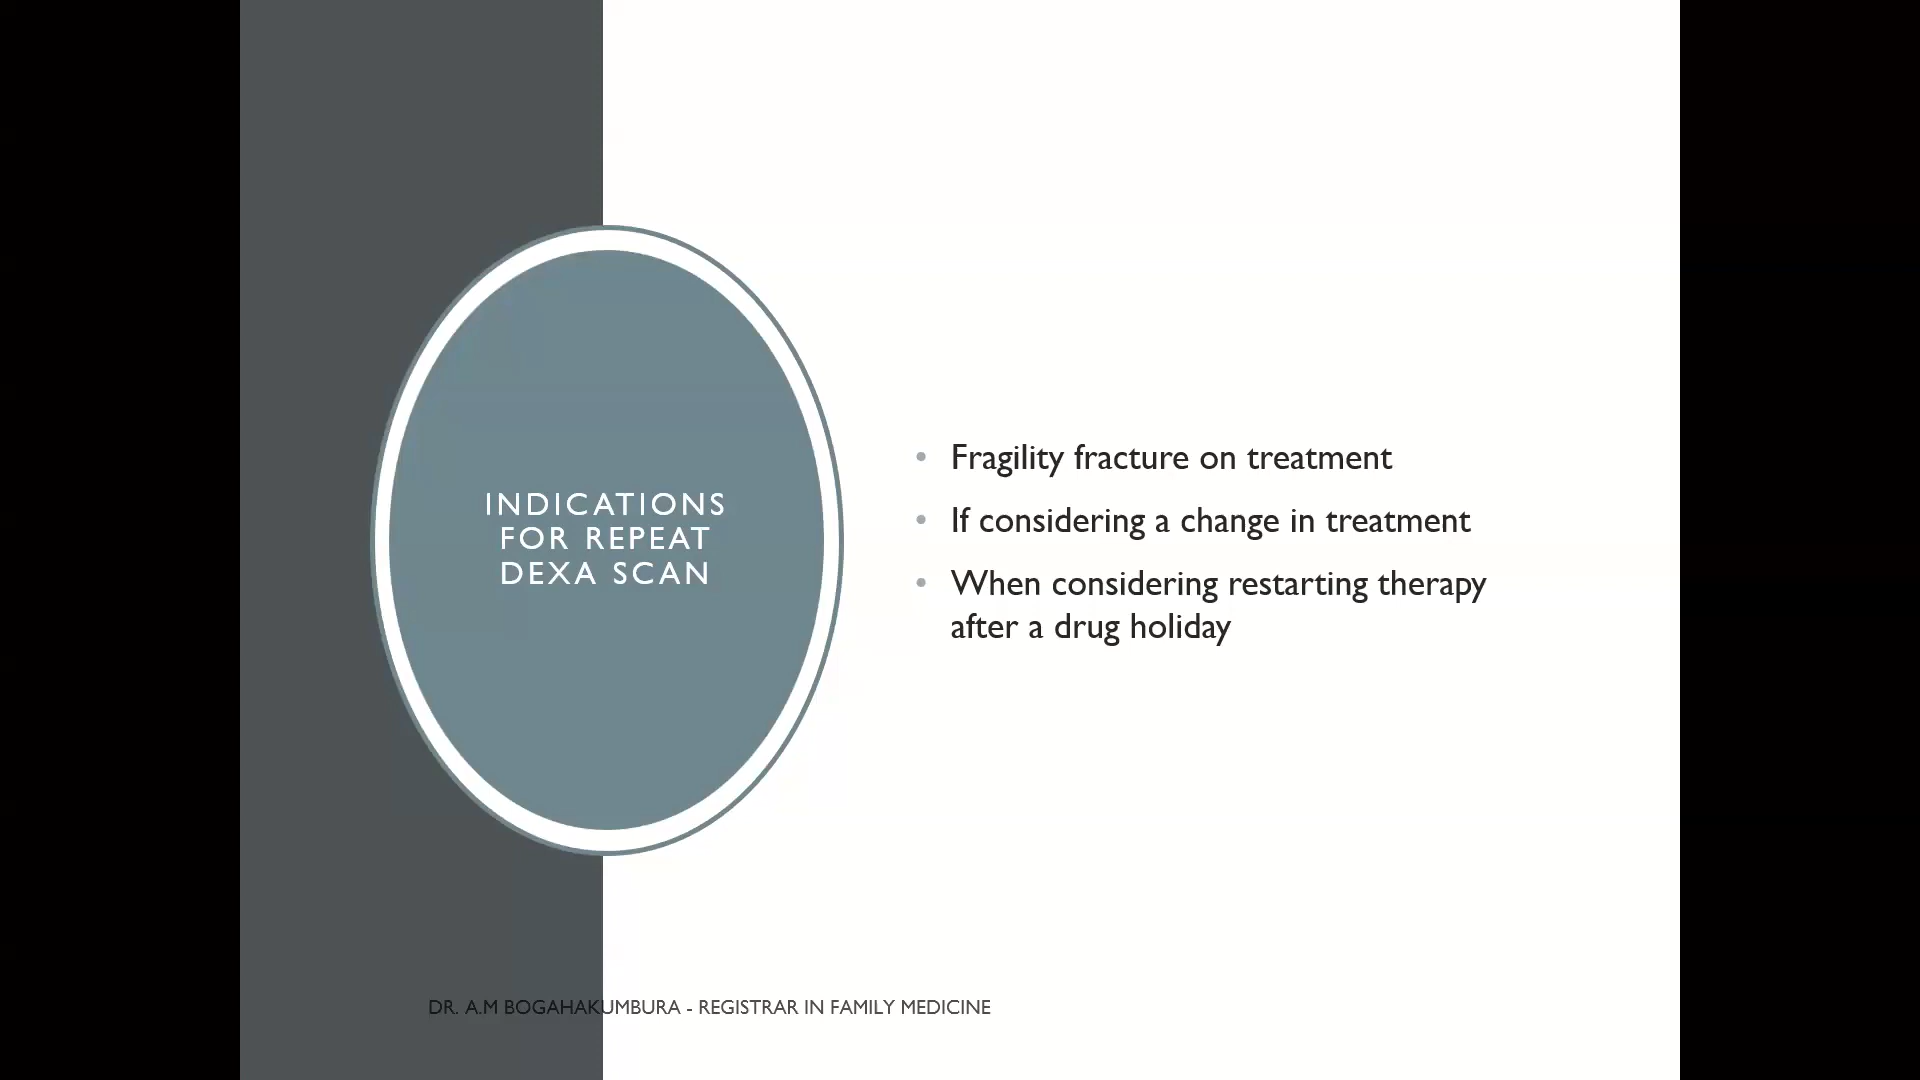 INDICATIONS
FOR REPEAT
DEXA SCAN
• Fragility fracture on treatment
• If considering a change in treatment
• When considering restarting therapy
after a drug holiday
DR. A.M BOGAHAKUMBURA - REGISTRAR IN FAMILY MEDICINE